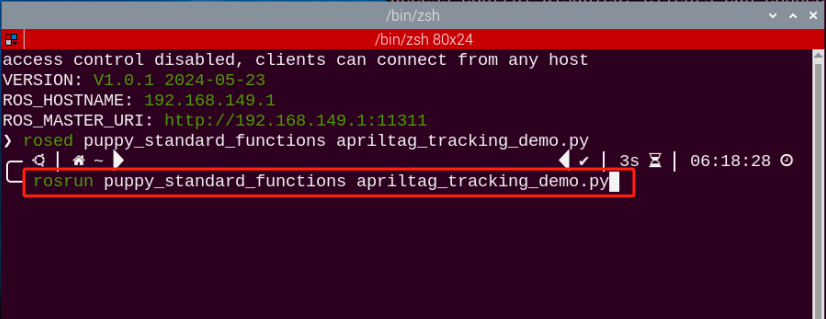 /bin/zsh
/bin/zsh 80x24
access control disabled, clients can connect from any host
VERSION: V1.0.1 2024-05-23
ROS_HOSTNAME: 192.168.149.1
ROS_MASTER_URI: http://192.168.149.1:11311
❯ rosed puppy_standard_functions apriltag_tracking_demo.py
~ ✔ 3s 06:18:28
rosrun puppy_standard_functions apriltag_tracking_demo.py